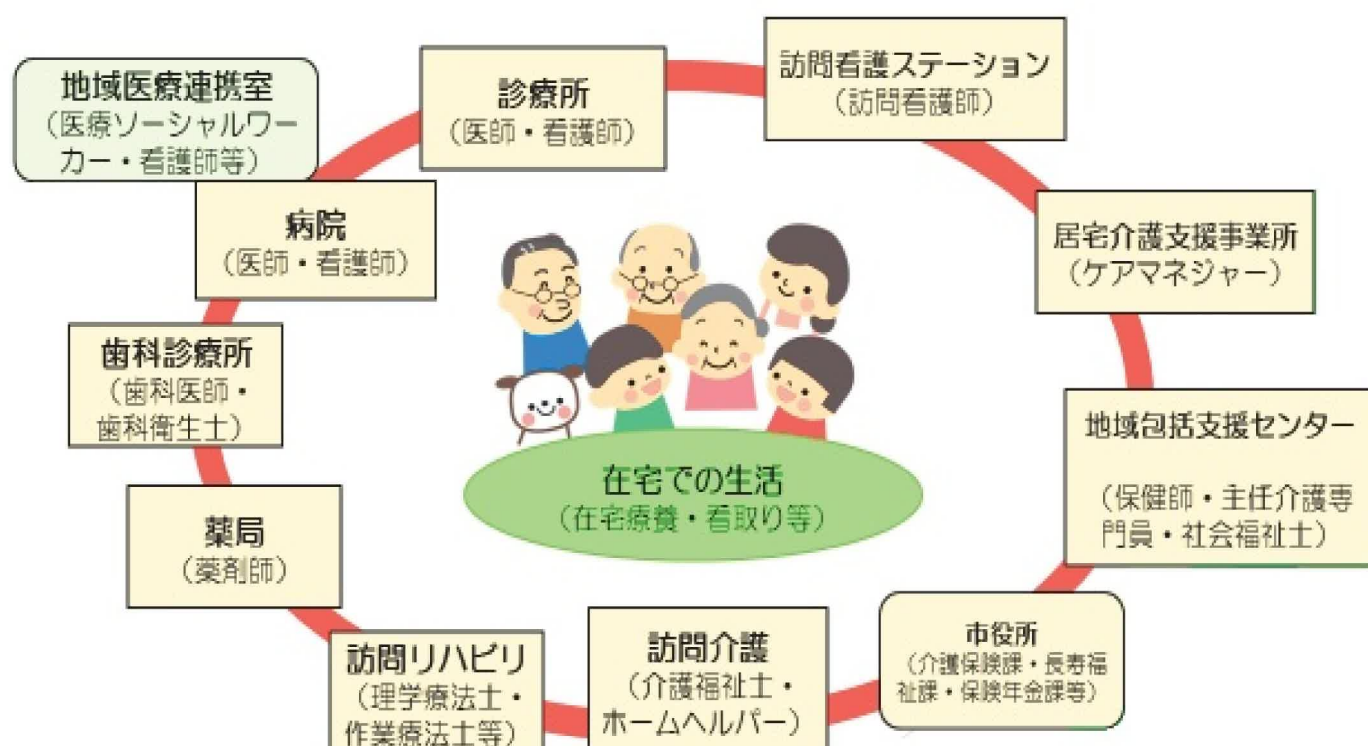 地域医療連携室
（医療ソーシャルワー
カー・看護師等）
診療所
（医師・看護師）
訪問看護ステーション
（訪問看護師）
病院
（医師・看護師）
居宅介護支援事業所
（ケアマネジャー）
歯科診療所
（歯科医師・
歯科衛生士）
地域包括支援センター
（保健師・主任介護専
門員・社会福祉士）
在宅での生活
（在宅療養・看取り等）
薬局
（薬剤師）
訪問リハビリ
（理学療法士・
作業療法士等）
訪問介護
（介護福祉士・
ホームヘルパー）
市役所
（介護保険課・長寿福
祉課・保険年金課等）